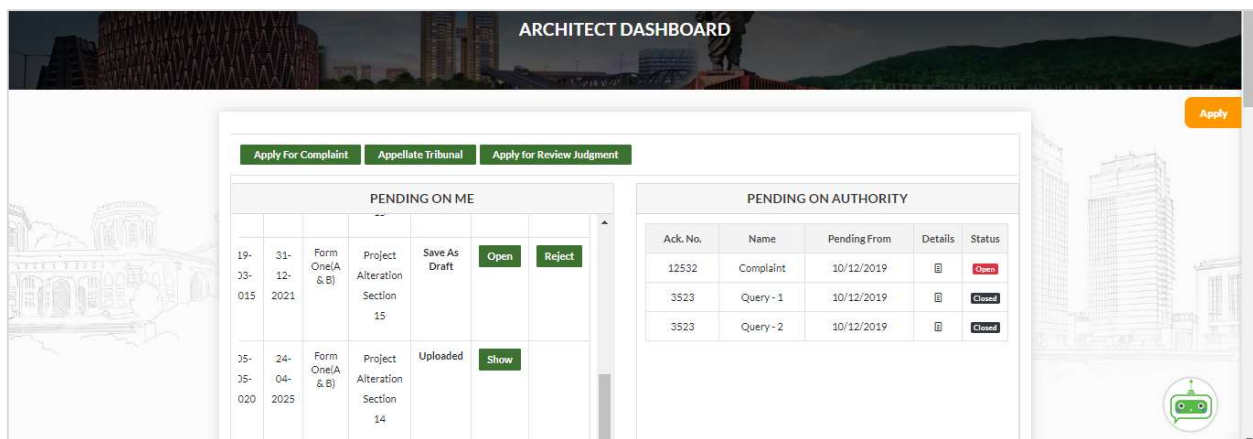 ARCHITECT DASHBOARD
Apply
Apply For Complaint Appellate Tribunal Apply for Review Judgment
PENDING ON ME
19-
03-
015
31-
12-
2021
Form
One(A
& B)
Project
Alteration
Section
15
Save As
Draft
Open
Reject
05-
05-
020
24-
04-
2025
Form
One(A
& B)
Project
Alteration
Section
14
Uploaded
Show
PENDING ON AUTHORITY
Ack. No. Name Pending From Details Status
12532 Complaint 10/12/2019 Open
3523 Query - 1 10/12/2019 Closed
3523 Query - 2 10/12/2019 Closed